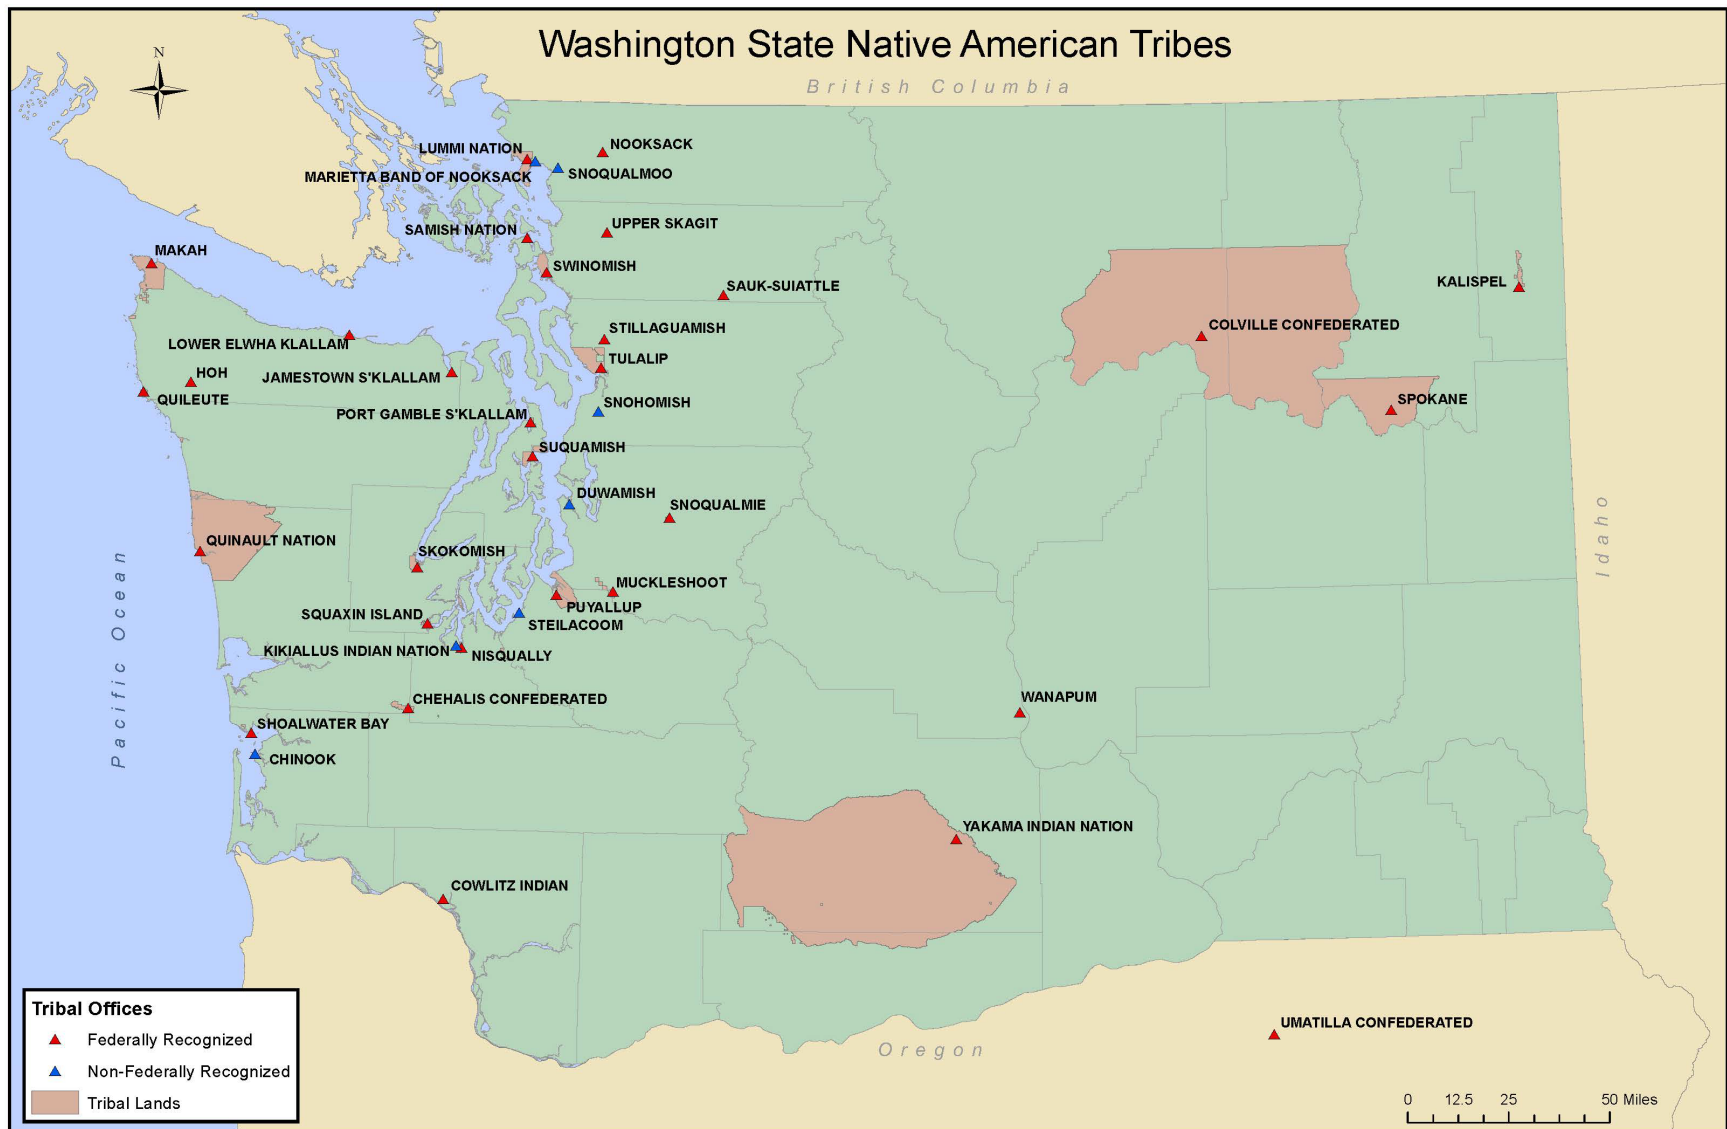 Washington State Native American Tribes
N
British Columbia
LUMMI NATION
NOOKSACK
MARIETTA BAND OF NOOKSACK
SNOQUALMOO
SAMISH NATION
UPPER SKAGIT
MAKAH
SWINOMISH
SAUK-SUIATTLE
KALISPEL
STILLAGUAMISH
COLVILLE CONFEDERATED
LOWER ELWHA KLALLAM
TULALIP
HOH
JAMESTOWN S'KLALLAM
QUILEUTE
SNOHOMISH
SPOKANE
PORT GAMBLE S'KLALLAM
SUQUAMISH
DUWAMISH
SNOQUALMIE
Idaho
QUINAULT NATION
SKOKOMISH
MUCKLESHOOT
PUYALLUP
SQUAXIN ISLAND
STEILACOOM
Pacific Ocean
KIKIALLUS INDIAN NATION
NISQUALLY
CHEHALIS CONFEDERATED
WANAPUM
SHOALWATER BAY
CHINOOK
YAKAMA INDIAN NATION
COWLITZ INDIAN
UMATILLA CONFEDERATED
Oregon
Tribal Offices
Federally Recognized
Non-Federally Recognized
Tribal Lands
0 12.5 25 50 Miles